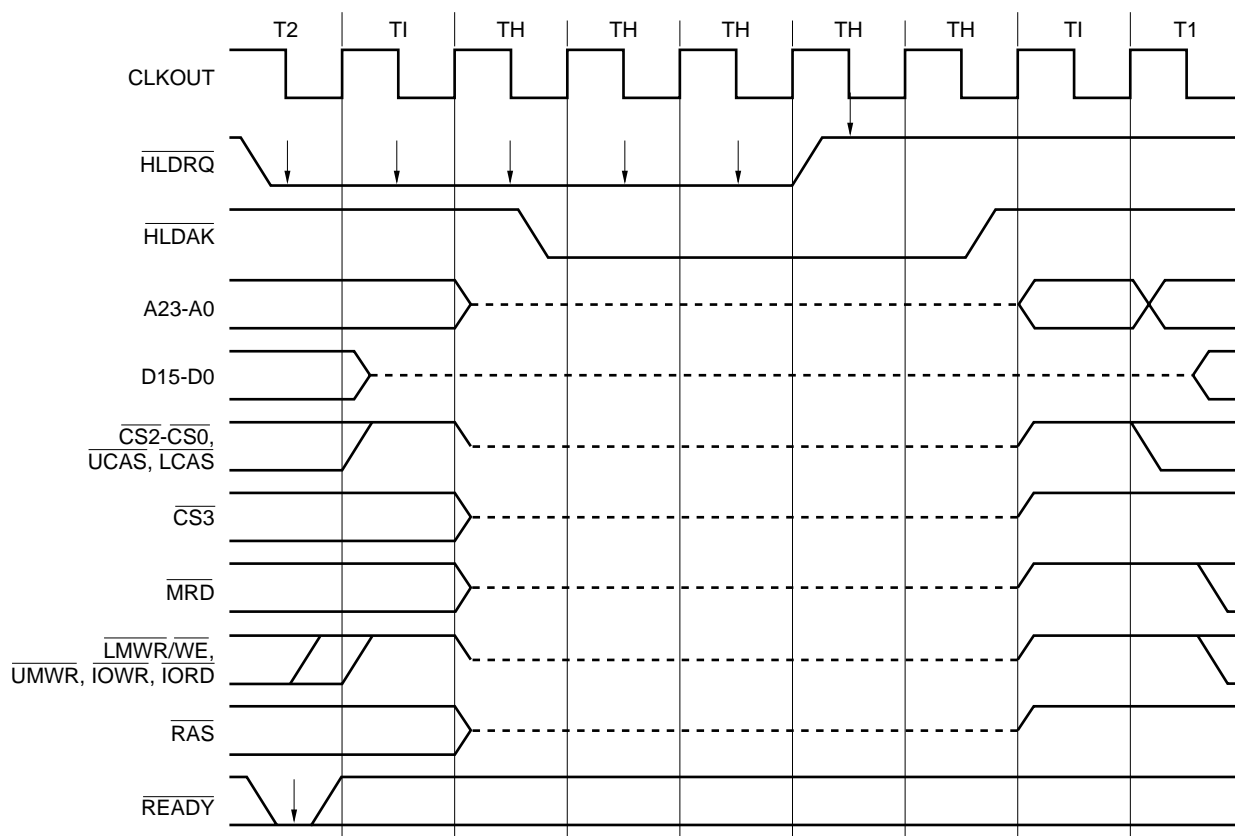 T2 TI TH TH TH TH TH TI T1
CLKOUT
HLDRQ
HLDAK
A23-A0
D15-D0
CS2-CS0,
UCAS, LCAS
CS3
MRD
LMWR/WE,
UMWR, IOWR, IORD
RAS
READY